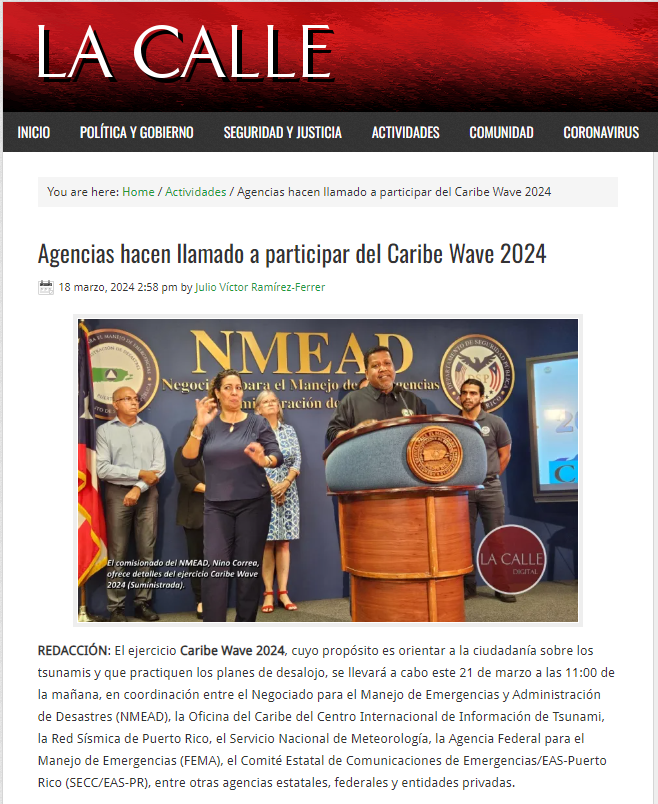 LA CALLE
INICIO POLÍTICA Y GOBIERNO SEGURIDAD Y JUSTICIA ACTIVIDADES COMUNIDAD CORONAVIRUS
You are here: Home / Actividades / Agencias hacen llamado a participar del Caribe Wave 2024
Agencias hacen llamado a participar del Caribe Wave 2024
18 marzo, 2024 2:58 pm by Julio Víctor Ramírez-Ferrer
NMEAD
Negociado para el Manejo de Emergencias
El comisionado del NMEAD, Nino Correa,
ofrece detalles del ejercicio Caribe Wave
2024 (Suministrada).
LA CALLE
DIGITAL
REDACCIÓN: El ejercicio Caribe Wave 2024, cuyo propósito es orientar a la ciudadanía sobre los
tsunamis y que practiquen los planes de desalojo, se llevará a cabo este 21 de marzo a las 11:00 de
la mañana, en coordinación entre el Negociado para el Manejo de Emergencias y Administración
de Desastres (NMEAD), la Oficina del Caribe del Centro Internacional de Información de Tsunami,
la Red Sísmica de Puerto Rico, el Servicio Nacional de Meteorología, la Agencia Federal para el
Manejo de Emergencias (FEMA), el Comité Estatal de Comunicaciones de Emergencias/EAS-Puerto
Rico (SECC/EAS-PR), entre otras agencias estatales, federales y entidades privadas.